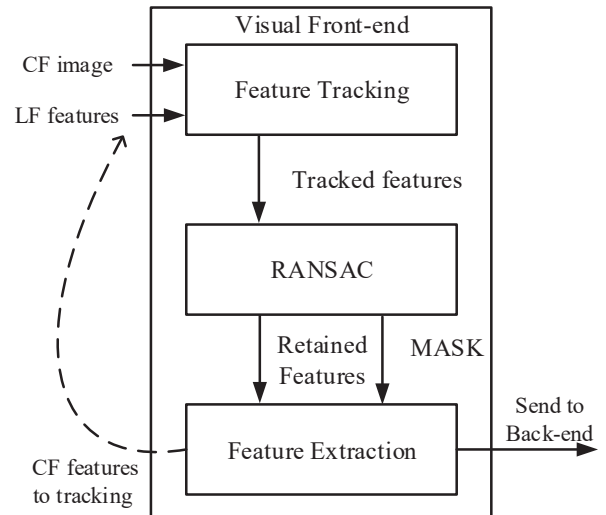 Visual Front-end
CF image
Feature Tracking
LF features
Tracked features
RANSAC
Retained
Features
MASK
Send to
Back-end
Feature Extraction
CF features
to tracking